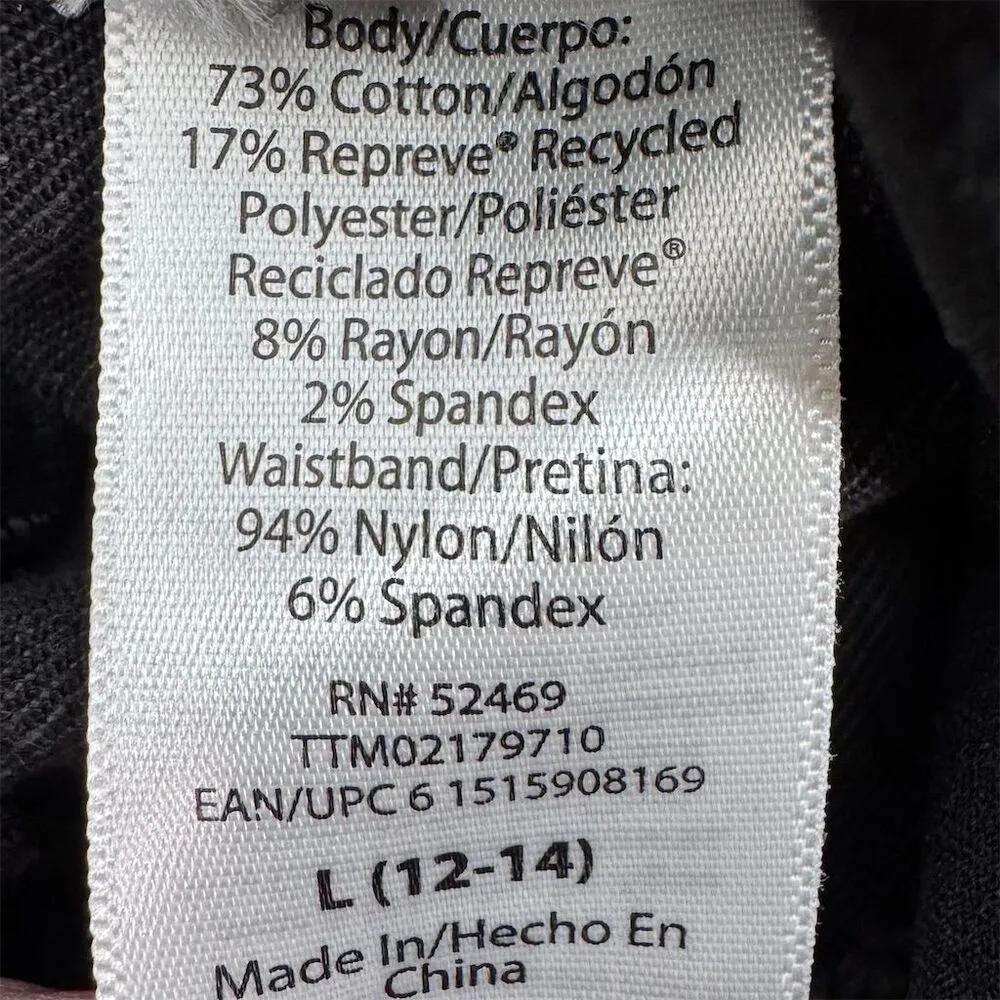 Body/Cuerpo:
73% Cotton/Algodón
17% Repreve® Recycled
Polyester/Poliéster
Reciclado Repreve®
8% Rayon/Rayón
2% Spandex
Waistband/Pretina:
94% Nylon/Nilón
6% Spandex
RN# 52469
TTM02179710
EAN/UPC 6 1515908169
L (12-14)
Made In/Hecho En
China